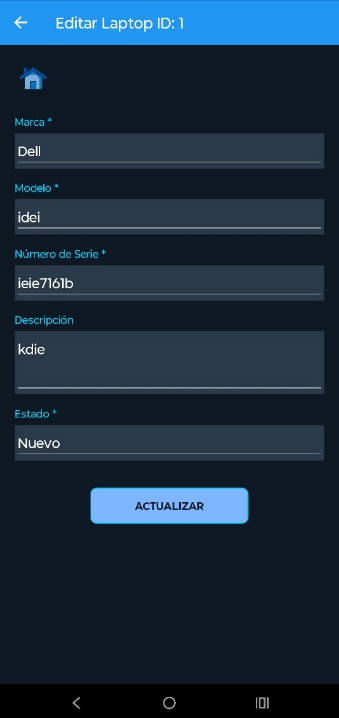 Editar Laptop ID: 1
Marca *
Dell
Modelo *
idei
Número de Serie *
ieie7161b
Descripción
kdie
Estado *
Nuevo
ACTUALIZAR